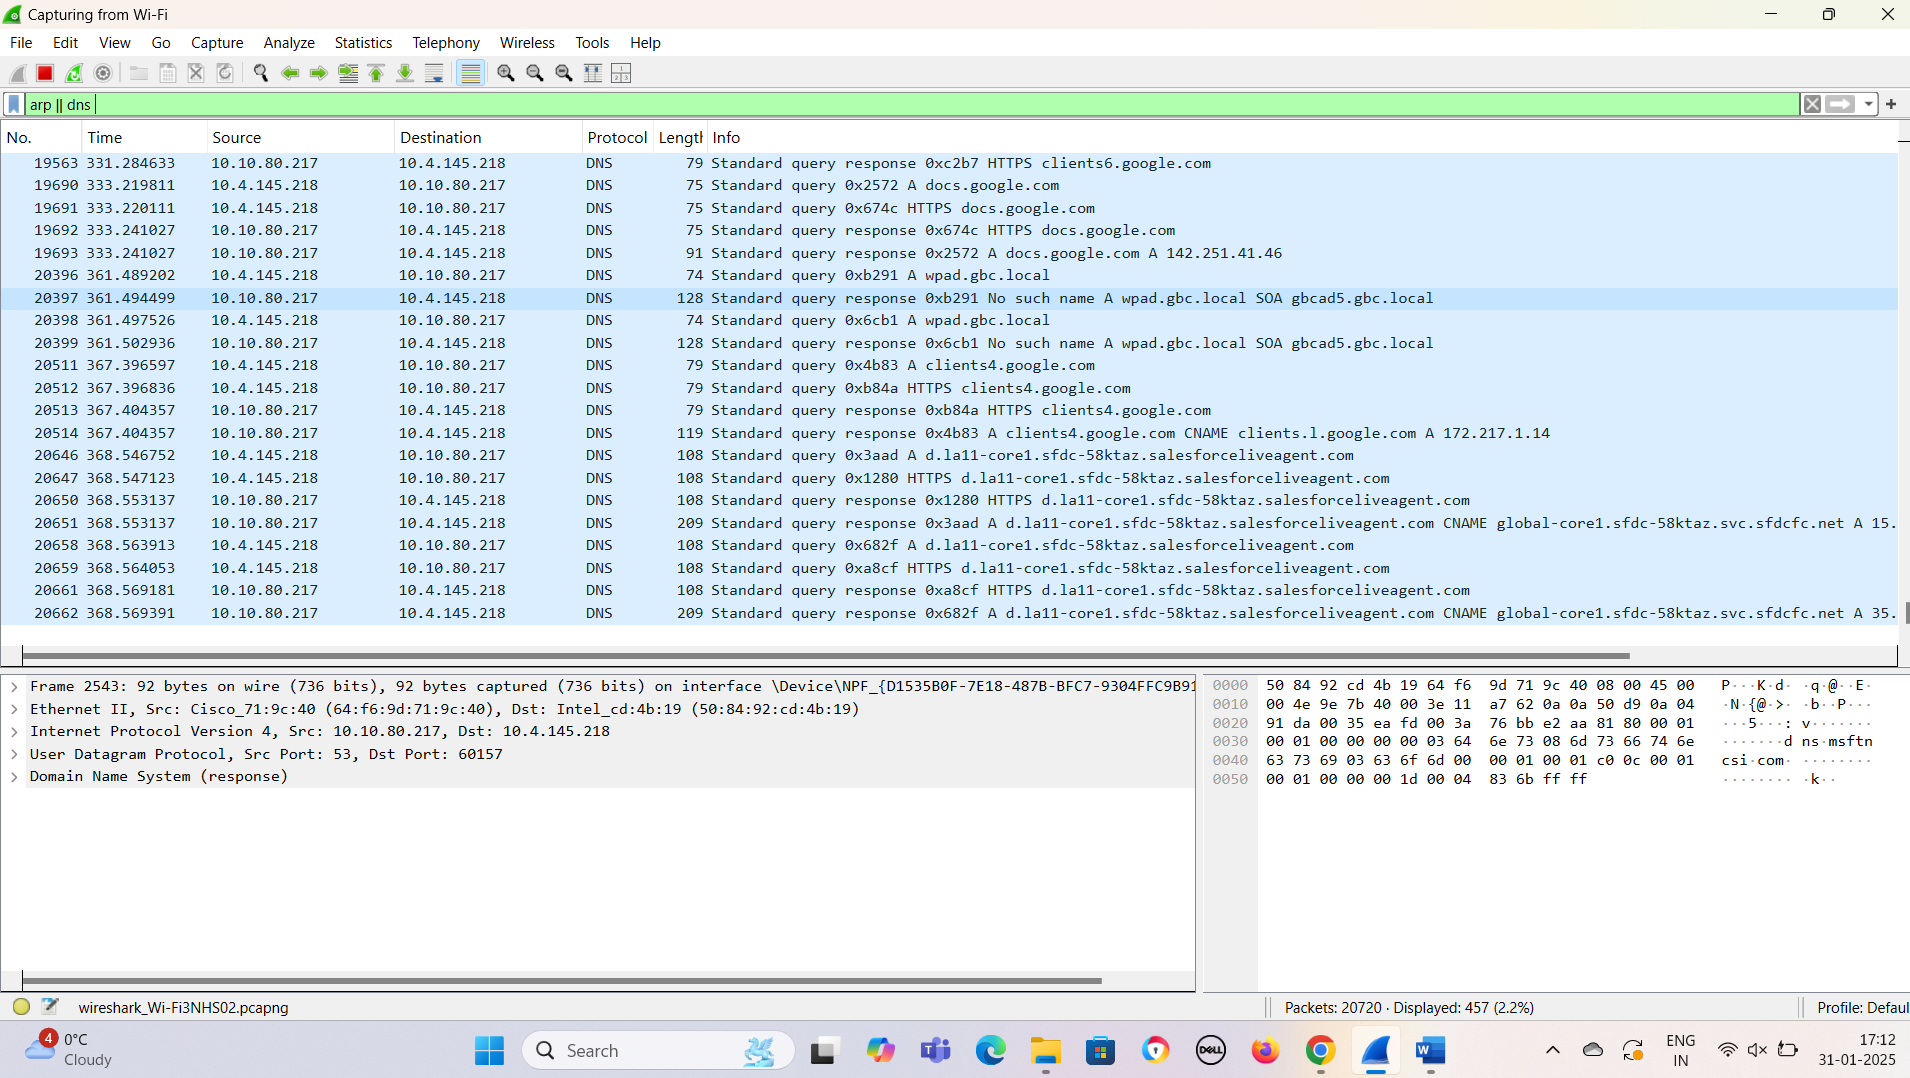 Capturing from Wi-Fi
File Edit View Go Capture Analyze Statistics Telephony Wireless Tools Help
arp || dns
No. Time Source Destination Protocol Length Info
19563 331.284633 10.10.80.217 10.4.145.218 DNS 79 Standard query response 0xc2b7 HTTPS clients6.google.com
19690 333.219811 10.4.145.218 10.10.80.217 DNS 75 Standard query 0x2572 A docs.google.com
19691 333.220111 10.4.145.218 10.10.80.217 DNS 75 Standard query 0x674c HTTPS docs.google.com
19692 333.241027 10.10.80.217 10.4.145.218 DNS 75 Standard query response 0x674c HTTPS docs.google.com
19693 333.241027 10.10.80.217 10.4.145.218 DNS 91 Standard query response 0x2572 A docs.google.com A 142.251.41.46
20396 361.489202 10.4.145.218 10.10.80.217 DNS 74 Standard query 0xb291 A wpad.gbc.local
20397 361.494499 10.10.80.217 10.4.145.218 DNS 128 Standard query response 0xb291 No such name A wpad.gbc.local SOA gbcad5.gbc.local
20398 361.497526 10.4.145.218 10.10.80.217 DNS 74 Standard query 0x6cb1 A wpad.gbc.local
20399 361.502936 10.10.80.217 10.4.145.218 DNS 128 Standard query response 0x6cb1 No such name A wpad.gbc.local SOA gbcad5.gbc.local
20511 367.396597 10.4.145.218 10.10.80.217 DNS 79 Standard query 0x4b83 A clients4.google.com
20512 367.396836 10.4.145.218 10.10.80.217 DNS 79 Standard query 0xb84a HTTPS clients4.google.com
20513 367.404357 10.10.80.217 10.4.145.218 DNS 79 Standard query response 0xb84a HTTPS clients4.google.com
20514 367.404357 10.10.80.217 10.4.145.218 DNS 119 Standard query response 0x4b83 A clients4.google.com CNAME clients.l.google.com A 172.217.1.14
20646 368.546752 10.4.145.218 10.10.80.217 DNS 108 Standard query 0x3aad A d.la11-core1.sfdc-58ktaz.salesforceliveagent.com
20647 368.547123 10.4.145.218 10.10.80.217 DNS 108 Standard query 0x1280 HTTPS d.la11-core1.sfdc-58ktaz.salesforceliveagent.com
20650 368.553137 10.10.80.217 10.4.145.218 DNS 108 Standard query response 0x1280 HTTPS d.la11-core1.sfdc-58ktaz.salesforceliveagent.com
20651 368.553137 10.10.80.217 10.4.145.218 DNS 209 Standard query response 0x3aad A d.la11-core1.sfdc-58ktaz.salesforceliveagent.com CNAME global-core1.sfdc-58ktaz.svc.sfdcfc.net A 15.
20658 368.563913 10.4.145.218 10.10.80.217 DNS 108 Standard query 0x682f A d.la11-core1.sfdc-58ktaz.salesforceliveagent.com
20659 368.564053 10.4.145.218 10.10.80.217 DNS 108 Standard query 0xa8cf HTTPS d.la11-core1.sfdc-58ktaz.salesforceliveagent.com
20661 368.569181 10.10.80.217 10.4.145.218 DNS 108 Standard query response 0xa8cf HTTPS d.la11-core1.sfdc-58ktaz.salesforceliveagent.com
20662 368.569391 10.10.80.217 10.4.145.218 DNS 209 Standard query response 0x682f A d.la11-core1.sfdc-58ktaz.salesforceliveagent.com CNAME global-core1.sfdc-58ktaz.svc.sfdcfc.net A 35.
Frame 2543: 92 bytes on wire (736 bits), 92 bytes captured (736 bits) on interface \Device\NPF_{D1535B0F-7E18-487B-BFC7-9304FFC9B91
Ethernet II, Src: Cisco_71:9c:40 (64:f6:9d:71:9c:40), Dst: Intel_cd:4b:19 (50:84:92:cd:4b:19)
Internet Protocol Version 4, Src: 10.10.80.217, Dst: 10.4.145.218
User Datagram Protocol, Src Port: 53, Dst Port: 60157
Domain Name System (response)
0000 50 84 92 cd 4b 19 64 f6 9d 71 9c 40 08 00 45 00 P···K·d· ·q·@··E·
0010 00 4e 9e 7b 40 00 3e 11 a7 62 0a 0a 50 d9 0a 04 ·N·{@·>· ·b··P···
0020 91 da 00 35 ea fd 00 3a 76 bb e2 aa 81 80 00 01 ···5···: v·······
0030 00 01 00 00 00 00 03 64 6e 73 08 6d 73 66 74 6e ·······d ns·msftn
0040 63 73 69 03 63 6f 6d 00 00 01 00 01 c0 0c 00 01 csi·com· ········
0050 00 01 00 00 00 1d 00 04 83 6b ff ff ········ ·k··
wireshark_Wi-Fi3NHS02.pcapng
Packets: 20720 · Displayed: 457 (2.2%)
Profile: Defaul
4
0°C
Cloudy
Search
DELL
ENG
IN
17:12
31-01-2025